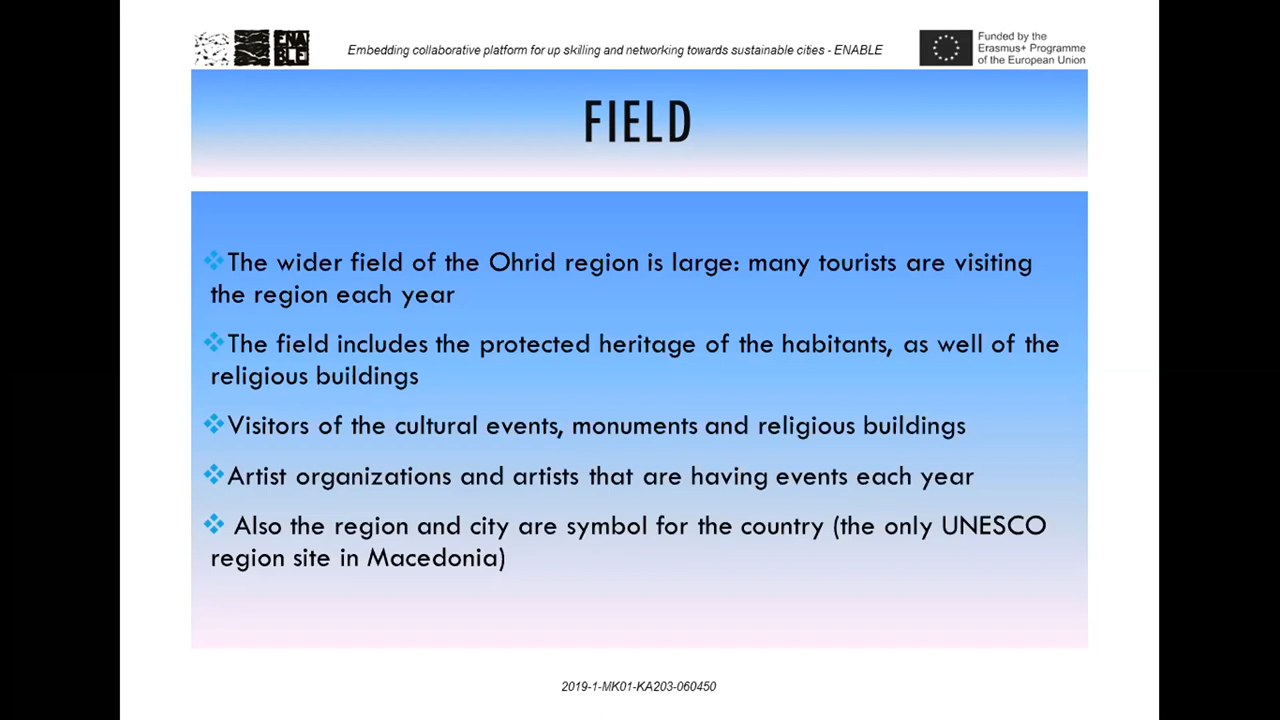 ENA
BLE!
Embedding collaborative platform for up skilling and networking towards sustainable cities - ENABLE
Funded by the
Erasmus+ Programme
of the European Union
FIELD
The wider field of the Ohrid region is large: many tourists are visiting
the region each year
The field includes the protected heritage of the habitants, as well of the
religious buildings
Visitors of the cultural events, monuments and religious buildings
Artist organizations and artists that are having events each year
Also the region and city are symbol for the country (the only UNESCO
region site in Macedonia)
2019-1-MK01-KA203-060450